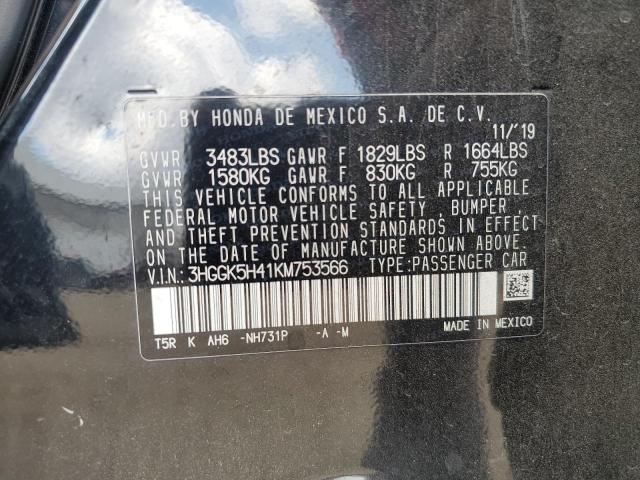 MFD.BY HONDA DE MEXICO S.A. DE C.V.
11/'19
GVWR 3483LBS GAWR F 1829LBS R 1664LBS
GVWR 1580KG GAWR F 830KG R 755KG
THIS VEHICLE CONFORMS TO ALL APPLICABLE
FEDERAL MOTOR VEHICLE SAFETY , BUMPER ,
AND THEFT PREVENTION STANDARDS IN EFFECT
ON THE DATE OF MANUFACTURE SHOWN ABOVE.
V.IN.: 3HGGK5H41KM753566 TYPE:PASSENGER CAR
T5R K AH6 -NH731P -A -M
MADE IN MEXICO